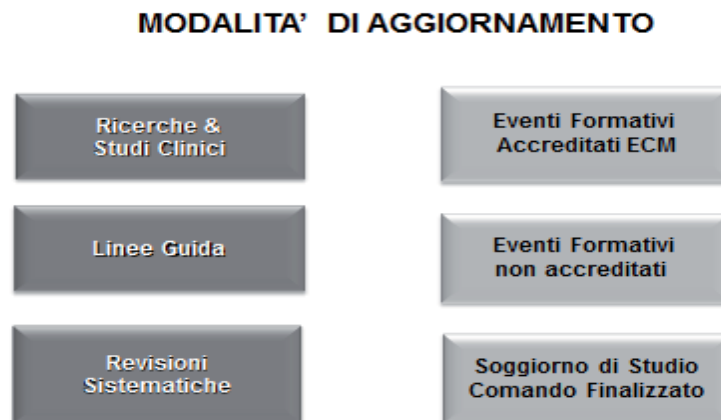 MODALITA’ DI AGGIORNAMENTO
Ricerche &
Studi Clinici
Eventi Formativi
Accreditati ECM
Linee Guida
Eventi Formativi
non accreditati
Revisioni
Sistematiche
Soggiorno di Studio
Comando Finalizzato